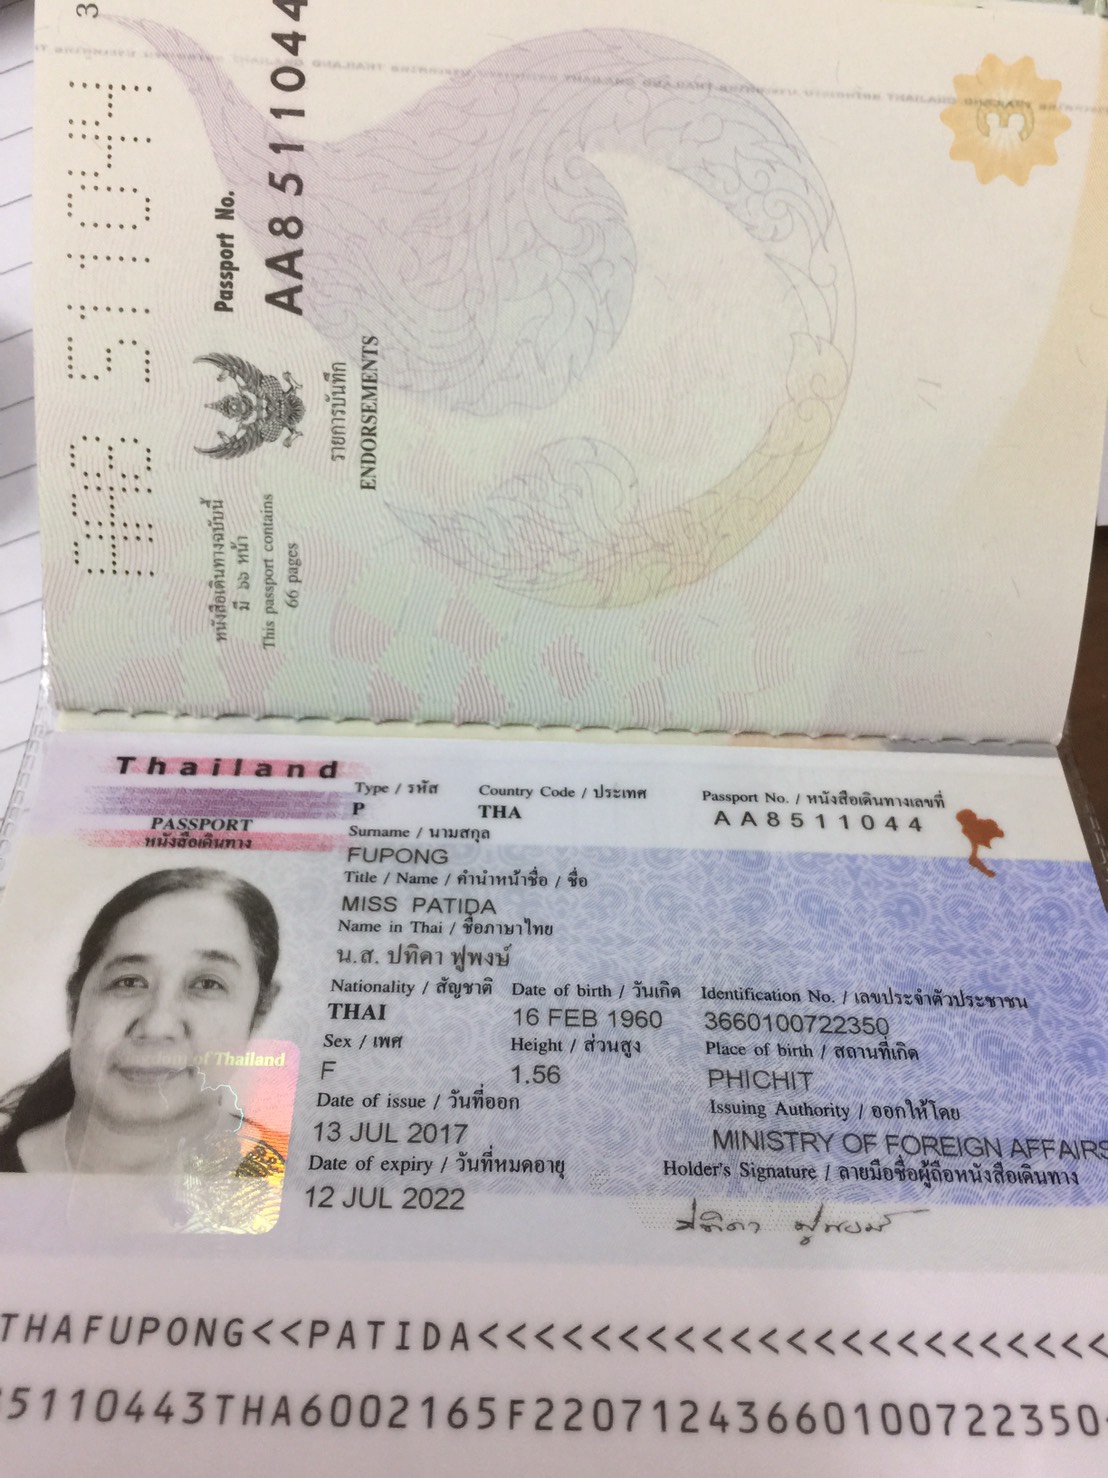 3
AA8511044
Passport No.
AA8511044
รายการบันทึก
ENDORSEMENTS
หนังสือเดินทางฉบับนี้
มี ๖๖ หน้า
This passport contains
66 pages
3
Thailand
PASSPORT
หนังสือเดินทาง
Type / รหัส Country Code / ประเทศ Passport No. / หนังสือเดินทางเลขที่
P THA AA8511044
Surname / นามสกุล
FUPONG
Title / Name / คำนำหน้าชื่อ / ชื่อ
MISS PATIDA
Name in Thai / ชื่อภาษาไทย
น.ส. ปทิดา ฟูพงษ์
Nationality / สัญชาติ Date of birth / วันเกิด Identification No. / เลขประจำตัวประชาชน
THAI 16 FEB 1960 3660100722350
Sex / เพศ Height / ส่วนสูง Place of birth / สถานที่เกิด
F 1.56 PHICHIT
Date of issue / วันที่ออก Issuing Authority / ออกให้โดย
13 JUL 2017 MINISTRY OF FOREIGN AFFAIRS
Date of expiry / วันที่หมดอายุ Holder's Signature / ลายมือชื่อผู้ถือหนังสือเดินทาง
12 JUL 2022
ปทิดา ฟูพงษ์
of Thailand
THAFUPONG<<PATIDA<<<<<<<<<<<<<<<<<<<<<<
5110443THA6002165F22071243660100722350